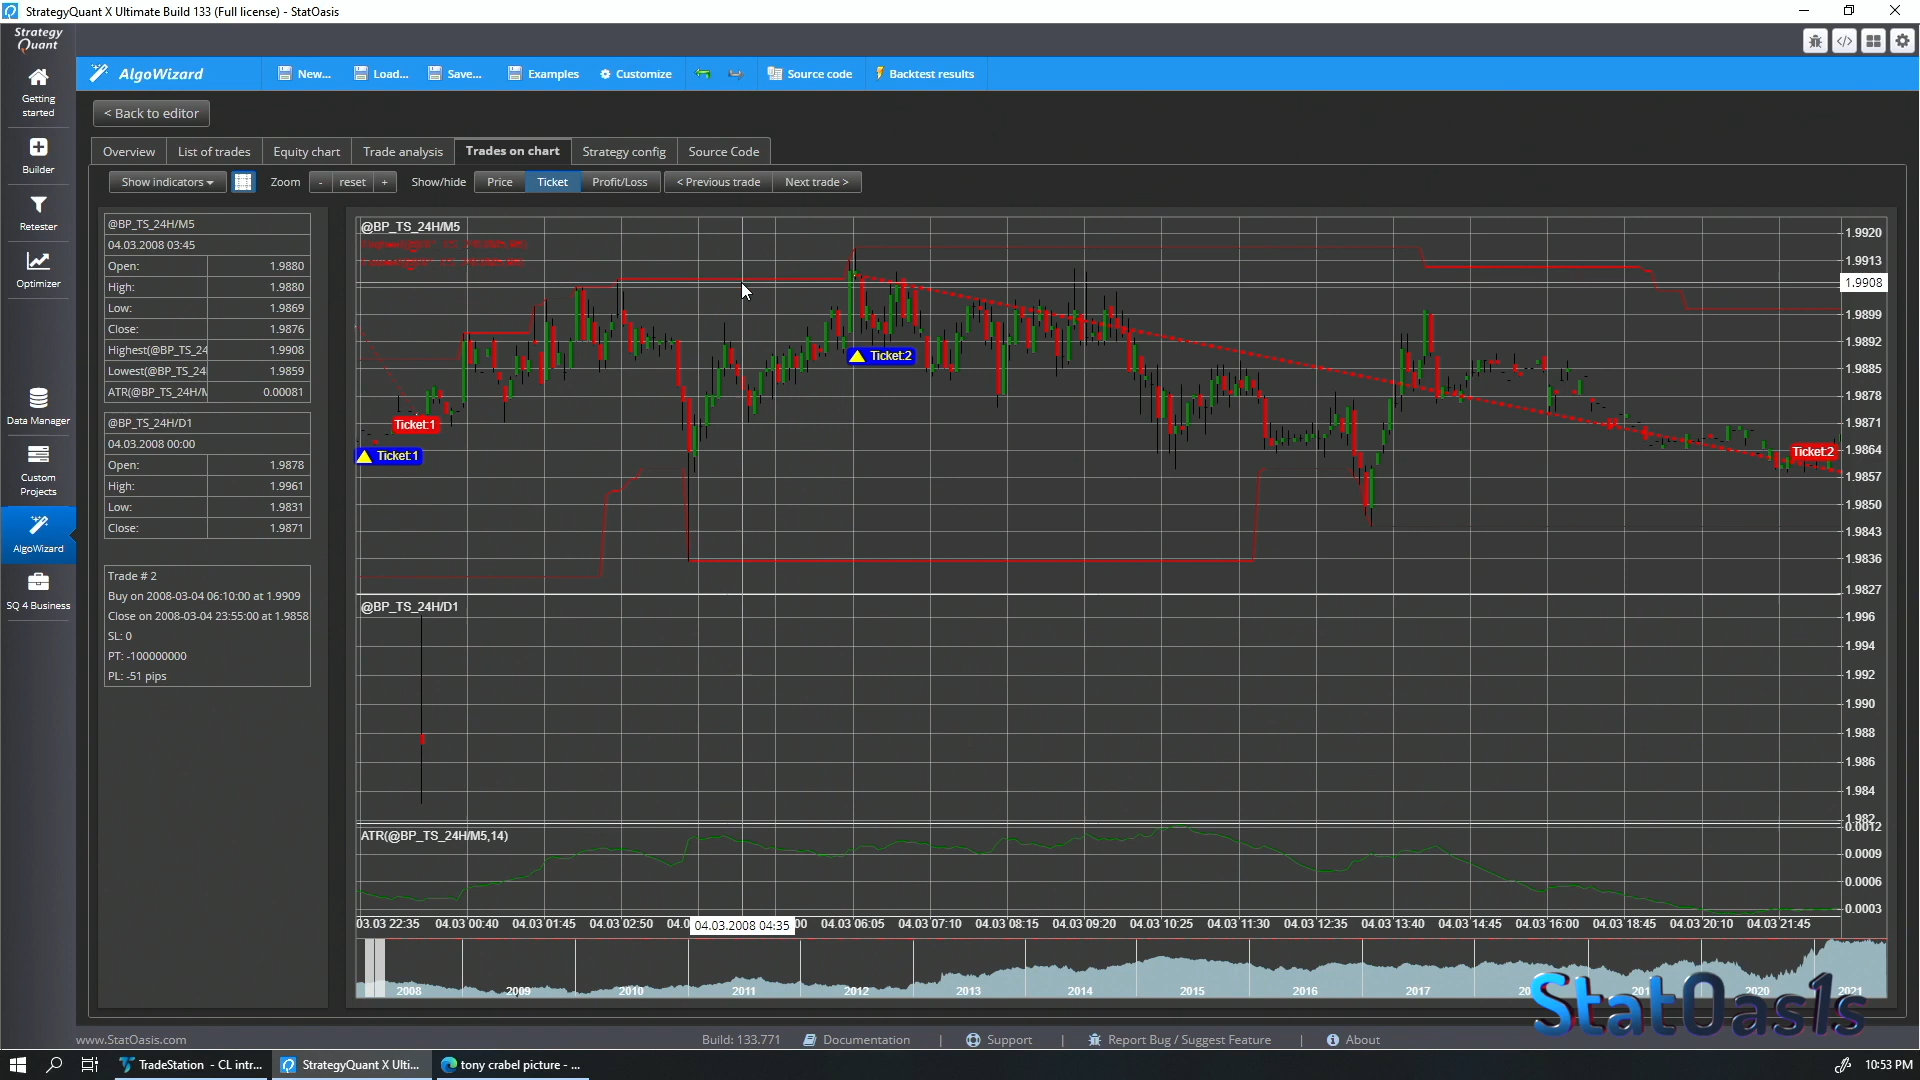 StrategyQuant X Ultimate Build 133 (Full license) - StatOasis
Strategy
Quant
AlgoWizard
New...
Load...
Save...
Examples
Customize
Source code
Backtest results
Getting
started
Builder
Retester
Optimizer
Data Manager
Custom
Projects
AlgoWizard
SQ 4 Business
< Back to editor
Overview
List of trades
Equity chart
Trade analysis
Trades on chart
Strategy config
Source Code
Show indicators
Zoom
-
reset
+
Show/hide
Price
Ticket
Profit/Loss
< Previous trade
Next trade >
@BP_TS_24H/M5
04.03.2008 03:45
Open: 1.9880
High: 1.9880
Low: 1.9869
Close: 1.9876
Highest(@BP_TS_24 1.9908
Lowest(@BP_TS_24 1.9859
ATR(@BP_TS_24H/M 0.00081
@BP_TS_24H/D1
04.03.2008 00:00
Open: 1.9878
High: 1.9961
Low: 1.9831
Close: 1.9871
Trade # 2
Buy on 2008-03-04 06:10:00 at 1.9909
Close on 2008-03-04 23:55:00 at 1.9858
SL: 0
PT: -100000000
PL: -51 pips
@BP_TS_24H/M5
Ticket:1
Ticket:1
Ticket:2
Ticket:2
1.9920
1.9913
1.9908
1.9899
1.9892
1.9885
1.9878
1.9871
1.9864
1.9857
1.9850
1.9843
1.9836
1.9827
@BP_TS_24H/D1
1.996
1.994
1.992
1.990
1.988
1.986
1.984
1.982
ATR(@BP_TS_24H/M5,14)
0.0012
0.0009
0.0006
0.0003
03.03 22:35 04.03 00:40 04.03 01:45 04.03 02:50 04.03.2008 04:35 04.03 06:05 04.03 07:10 04.03 08:15 04.03 09:20 04.03 10:25 04.03 11:30 04.03 12:35 04.03 13:40 04.03 14:45 04.03 16:00 04.03 18:45 04.03 20:10 04.03 21:45
2008 2009 2010 2011 2012 2013 2014 2015 2016 2017 2020 2021
StatOas1s
www.StatOasis.com
Build: 133.771
Documentation
|
Support
|
Report Bug / Suggest Feature
|
About
TradeStation - CL intr...
StrategyQuant X Ulti...
tony crabel picture - ...
10:53 PM